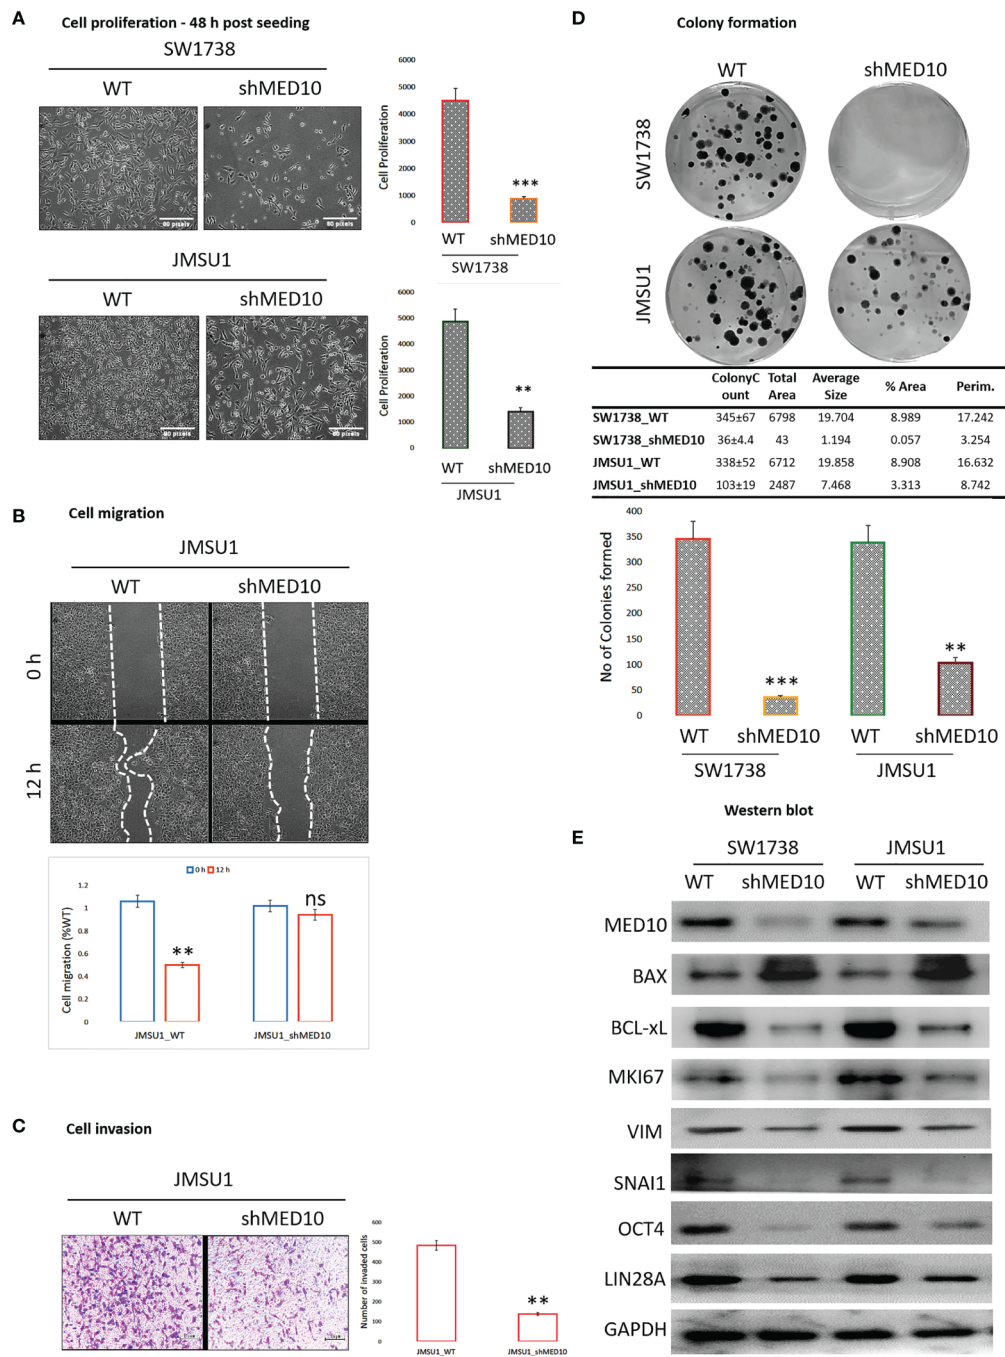 A
Cell proliferation - 48 h post seeding
SW1738
WT shMED10
80 pixels
80 pixels
Cell Proliferation
6000
5000
4000
3000
2000
1000
0
***
WT shMED10
SW1738
JMSU1
WT shMED10
80 pixels
80 pixels
Cell Proliferation
6000
5000
4000
3000
2000
1000
0
**
WT shMED10
JMSU1
B
Cell migration
JMSU1
WT shMED10
0 h
12 h
0 h 12 h
Cell migration (%WT)
1.2
1
0.8
0.6
0.4
0.2
0
**
ns
JMSU1_WT JMSU1_shMED10
C
Cell invasion
JMSU1
WT shMED10
Number of invaded cells
600
500
400
300
200
100
0
**
JMSU1_WT JMSU1_shMED10
D
Colony formation
WT shMED10
SW1738
JMSU1
ColonyC ount Total Area Average Size % Area Perim.
SW1738_WT 345±67 6798 19.704 8.989 17.242
SW1738_shMED10 36±4.4 43 1.194 0.057 3.254
JMSU1_WT 338±52 6712 19.858 8.908 16.632
JMSU1_shMED10 103±19 2487 7.468 3.313 8.742
No of Colonies formed
400
350
300
250
200
150
100
50
0
***
**
WT shMED10 WT shMED10
SW1738 JMSU1
Western blot
E
SW1738 JMSU1
WT shMED10 WT shMED10
MED10
BAX
BCL-xL
MKI67
VIM
SNAI1
OCT4
LIN28A
GAPDH